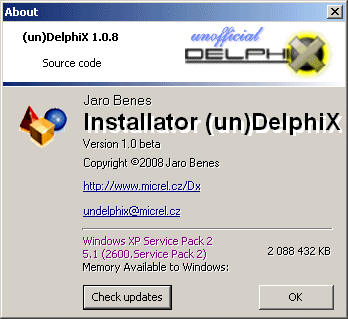 About
(un)DelphiX 1.0.8
Source code
unofficial
DELPHIX
Jaro Benes
Installator (un)DelphiX
Version 1.0 beta
Copyright ©2008 Jaro Benes
http://www.micrel.cz/Dx
undelphix@micrel.cz
Windows XP Service Pack 2
5.1 (2600.Service Pack 2)
2 088 432 KB
Memory Available to Windows:
Check updates
OK